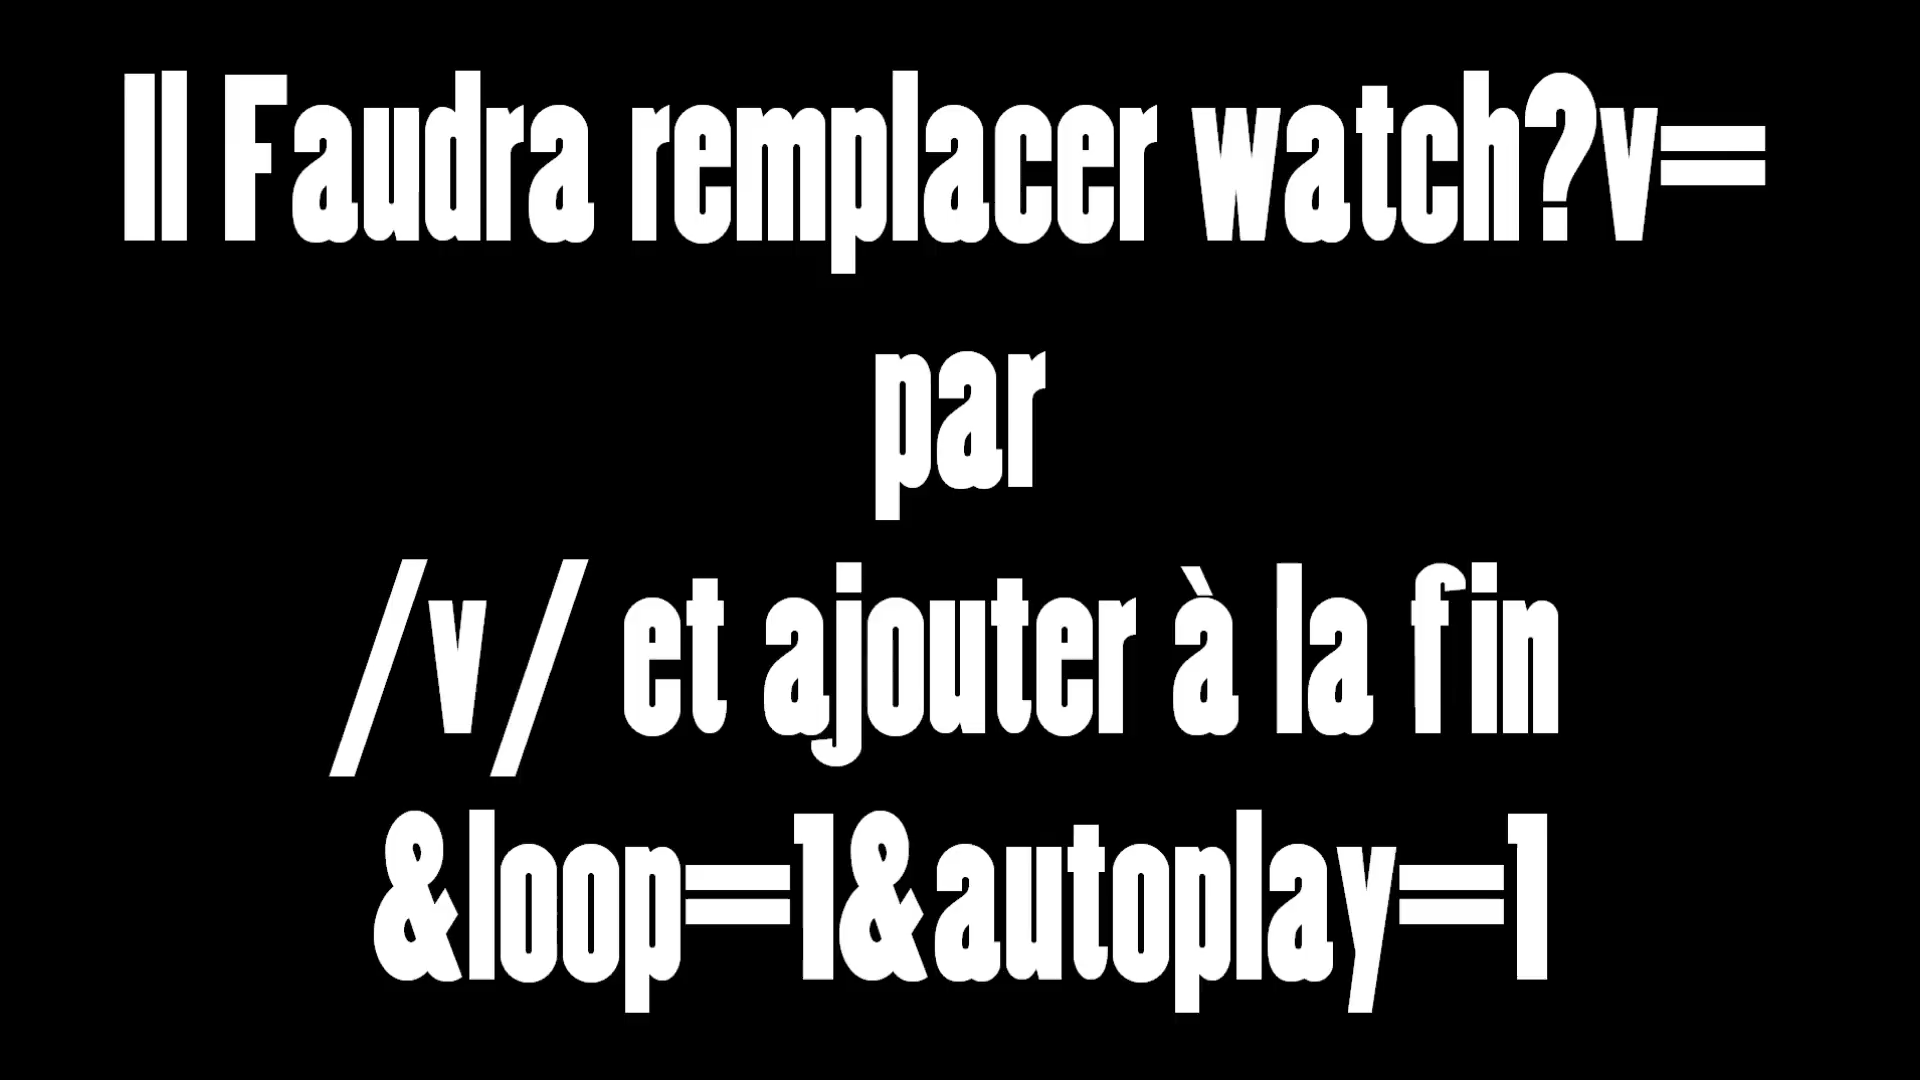 Il Faudra remplacer watch?v=
par
/v/ et ajouter à la fin
&loop=1&autoplay=1